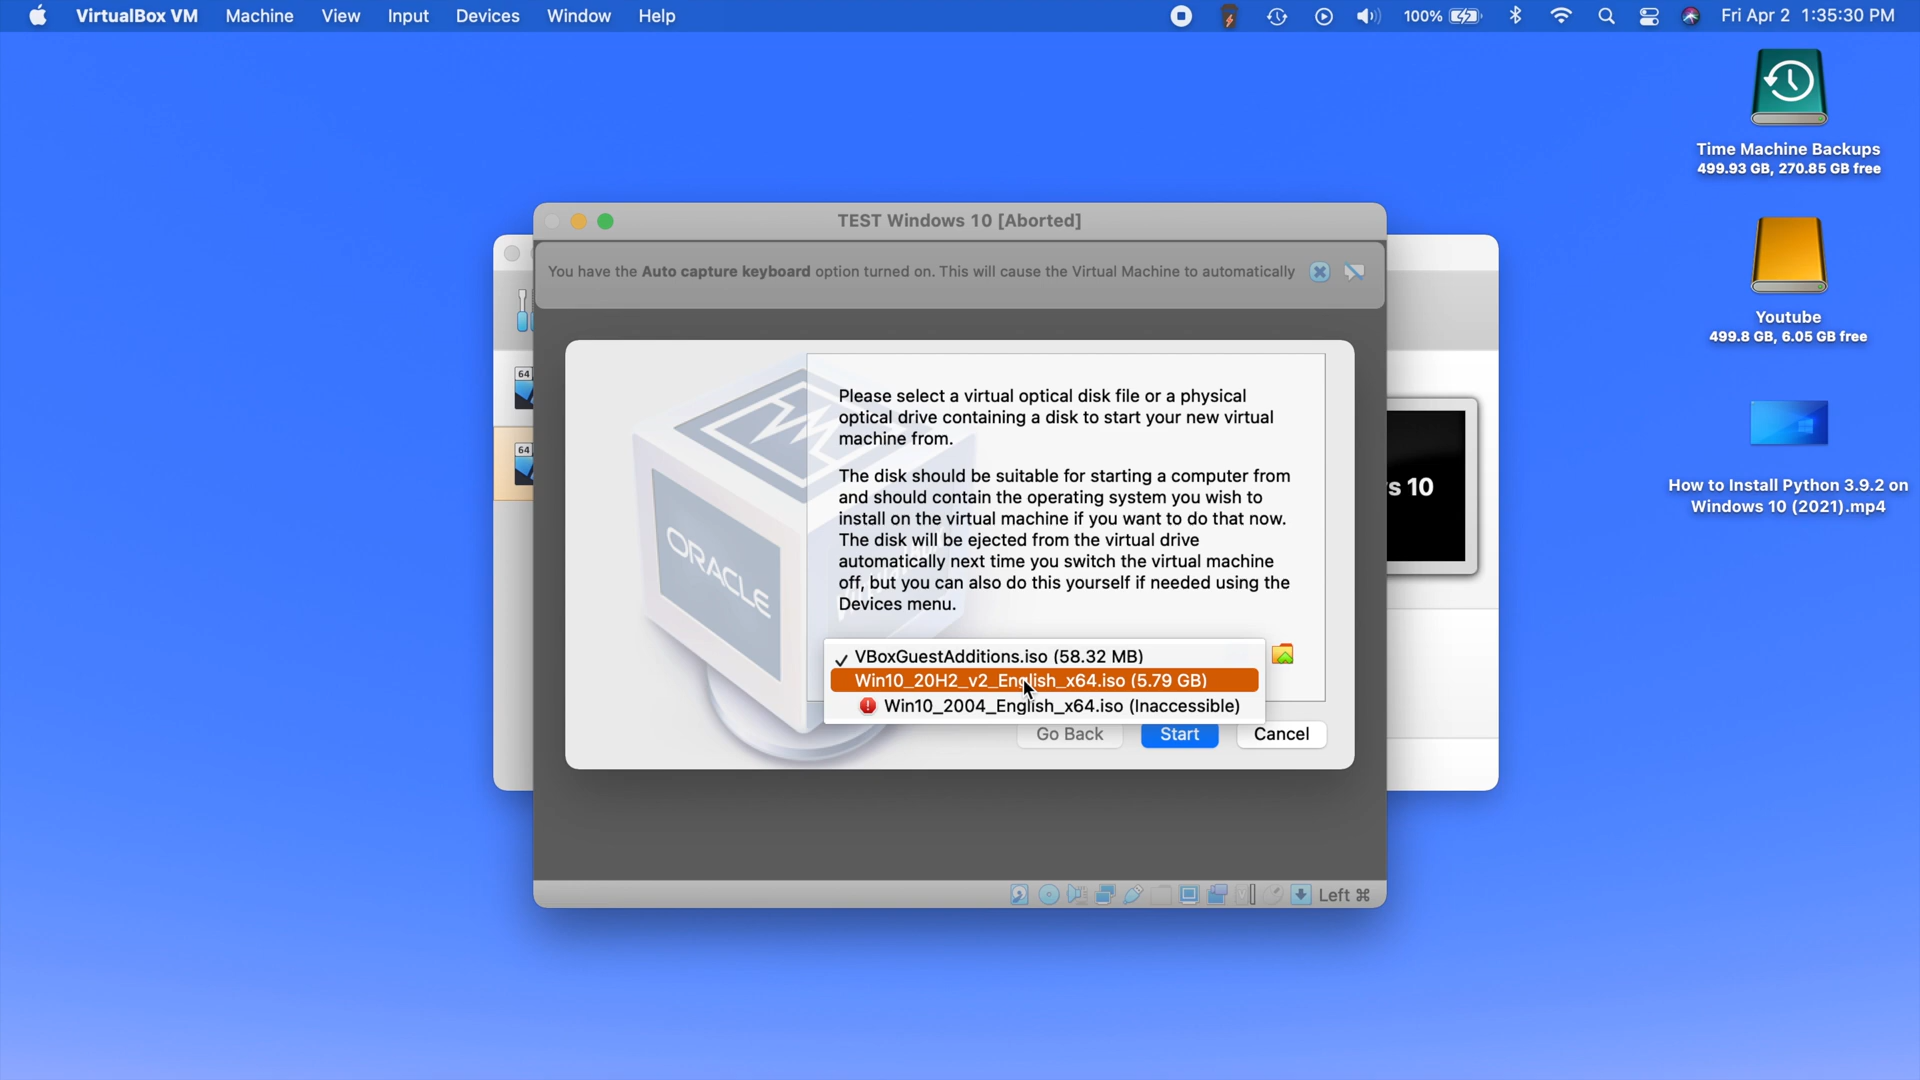 VirtualBox VM Machine View Input Devices Window Help 100% Fri Apr 2 1:35:30 PM
Time Machine Backups
499.93 GB, 270.85 GB free
TEST Windows 10 [Aborted]
You have the Auto capture keyboard option turned on. This will cause the Virtual Machine to automatically
Youtube
499.8 GB, 6.05 GB free
64
64
Please select a virtual optical disk file or a physical
optical drive containing a disk to start your new virtual
machine from.
The disk should be suitable for starting a computer from
and should contain the operating system you wish to
install on the virtual machine if you want to do that now.
The disk will be ejected from the virtual drive
automatically next time you switch the virtual machine
off, but you can also do this yourself if needed using the
Devices menu.
ORACLE
s 10
How to Install Python 3.9.2 on
Windows 10 (2021).mp4
VBoxGuestAdditions.iso (58.32 MB)
Win10_20H2_v2_English_x64.iso (5.79 GB)
Win10_2004_English_x64.iso (Inaccessible)
Go Back Start Cancel
Left ⌘